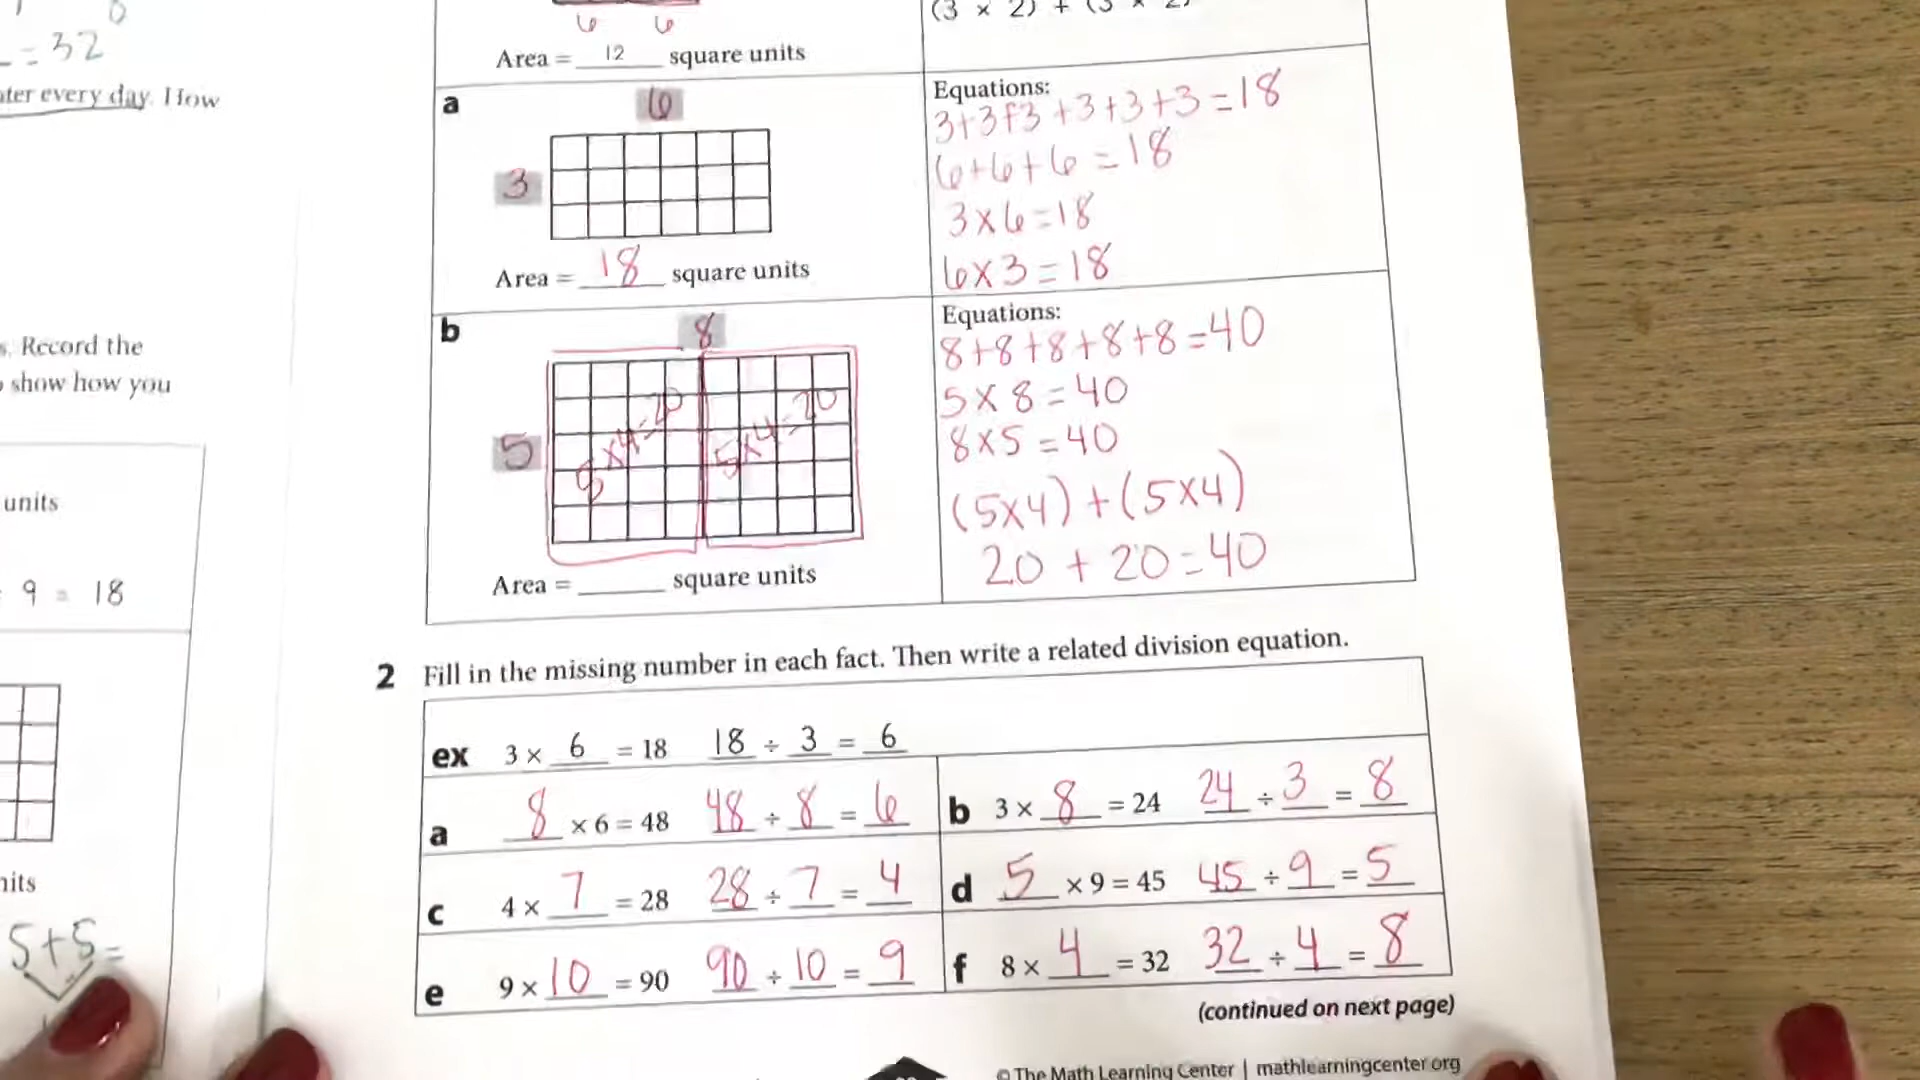 = 32
ter every day. How
s. Record the
show how you
units
9 = 18
5+5=
6 6
Area = 12 square units
(3 × 2) + (3 × 2)
a
6
3
Area = 18 square units
Equations:
3+3+3+3+3+3=18
6+6+6=18
3×6=18
6×3=18
b
8
5
5×4=20 5×4=20
Area = ______ square units
Equations:
8+8+8+8+8=40
5×8=40
8×5=40
(5×4)+(5×4)
20+20=40
2 Fill in the missing number in each fact. Then write a related division equation.
ex 3 × 6 = 18 18 ÷ 3 = 6
a 8 × 6 = 48 48 ÷ 8 = 6
b 3 × 8 = 24 24 ÷ 3 = 8
c 4 × 7 = 28 28 ÷ 7 = 4
d 5 × 9 = 45 45 ÷ 9 = 5
e 9 × 10 = 90 90 ÷ 10 = 9
f 8 × 4 = 32 32 ÷ 4 = 8
(continued on next page)
© The Math Learning Center | mathlearningcenter.org